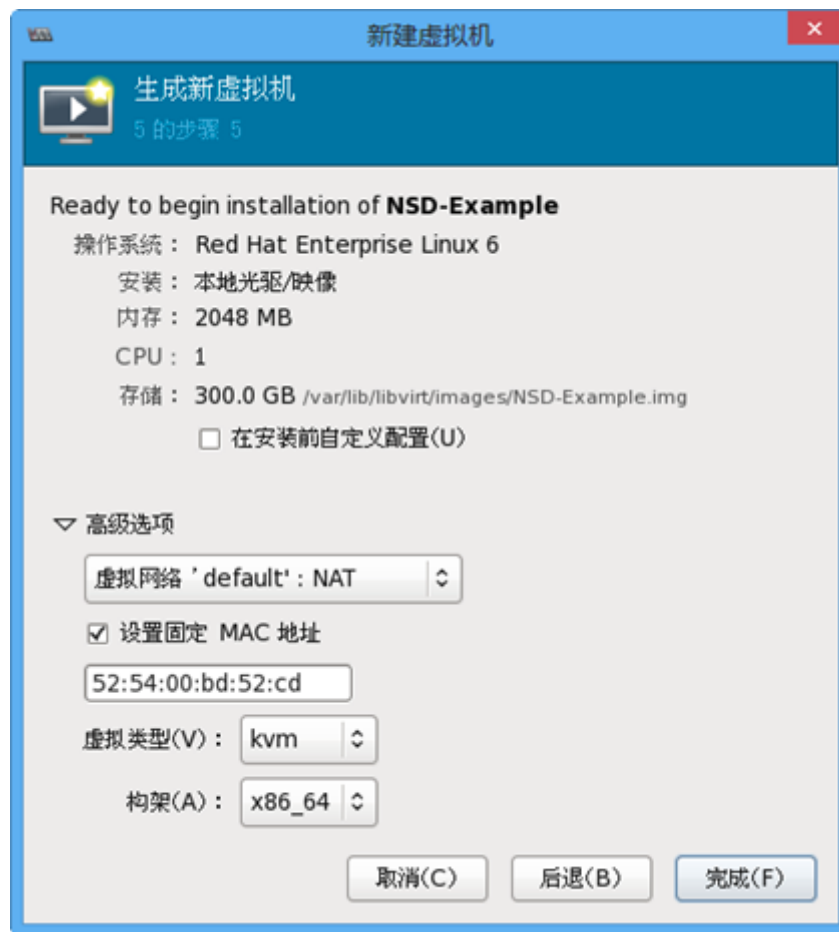 新建虚拟机
生成新虚拟机
5 的步骤 5
Ready to begin installation of NSD-Example
操作系统： Red Hat Enterprise Linux 6
安装： 本地光驱/映像
内存： 2048 MB
CPU： 1
存储： 300.0 GB /var/lib/libvirt/images/NSD-Example.img
在安装前自定义配置(U)
高级选项
虚拟网络 'default' : NAT
设置固定 MAC 地址
52:54:00:bd:52:cd
虚拟类型(V)： kvm
构架(A)： x86_64
取消(C) 后退(B) 完成(F)